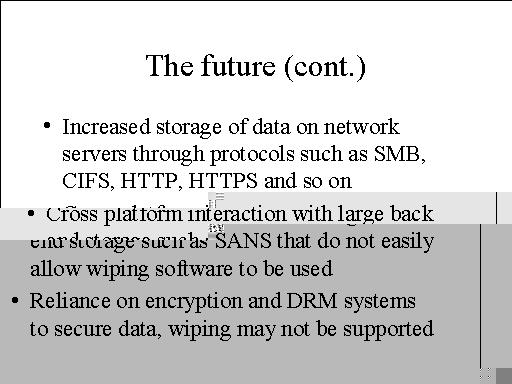 The future (cont.)
• Increased storage of data on network
servers through protocols such as SMB,
CIFS, HTTP, HTTPS and so on
• Cross platform interaction with large back
end storage such as SANS that do not easily
allow wiping software to be used
• Reliance on encryption and DRM systems
to secure data, wiping may not be supported